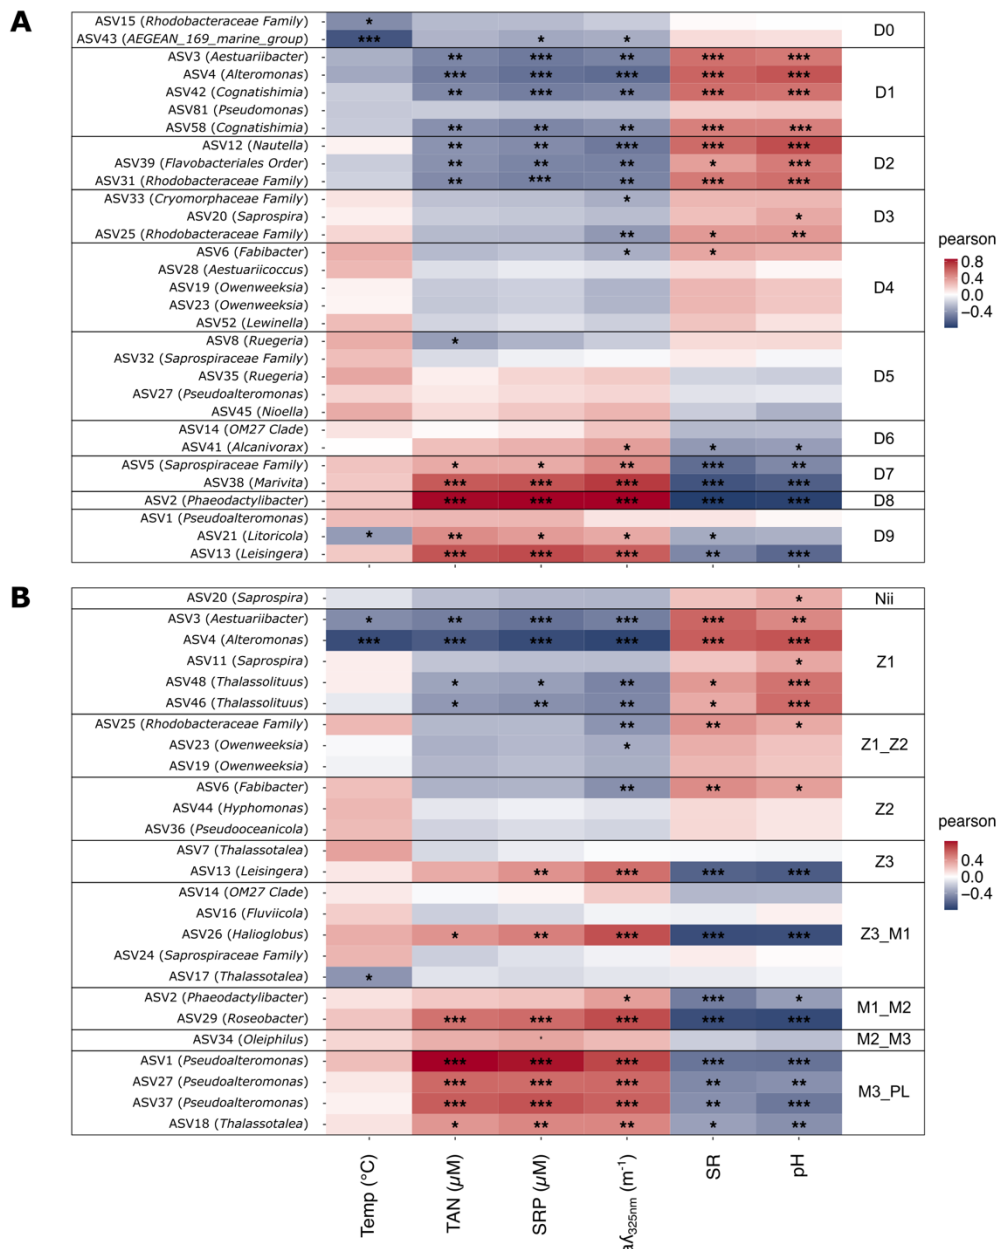 A
ASV15 (Rhodobacteraceae Family) - *
ASV43 (AEGEAN_169_marine_group) - *** * *
D0
ASV3 (Aestuariibacter) - ** *** ** *** ***
ASV4 (Alteromonas) - *** *** *** *** ***
ASV42 (Cognatishimia) - ** *** ** *** ***
ASV81 (Pseudomonas) -
ASV58 (Cognatishimia) - ** ** ** *** ***
D1
ASV12 (Nautella) - ** ** *** *** ***
ASV39 (Flavobacteriales Order) - ** ** ** * ***
ASV31 (Rhodobacteraceae Family) - ** *** ** *** ***
D2
ASV33 (Cryomorphaceae Family) - *
ASV20 (Saprospira) - *
ASV25 (Rhodobacteraceae Family) - ** * **
D3
ASV6 (Fabibacter) - * *
ASV28 (Aestuariicoccus) -
ASV19 (Owenweeksia) -
ASV23 (Owenweeksia) -
ASV52 (Lewinella) -
D4
ASV8 (Ruegeria) - *
ASV32 (Saprospiraceae Family) -
ASV35 (Ruegeria) -
ASV27 (Pseudoalteromonas) -
ASV45 (Nioella) -
D5
ASV14 (OM27 Clade) -
ASV41 (Alcanivorax) - * * *
D6
ASV5 (Saprospiraceae Family) - * * ** *** **
ASV38 (Marivita) - *** *** *** *** ***
D7
ASV2 (Phaeodactylibacter) - *** *** *** *** ***
D8
ASV1 (Pseudoalteromonas) -
ASV21 (Litoricola) - * ** * * *
ASV13 (Leisingera) - *** *** *** ** ***
D9
pearson
0.8
0.4
0.0
−0.4
B
ASV20 (Saprospira) - *
Nii
ASV3 (Aestuariibacter) - * ** *** *** *** **
ASV4 (Alteromonas) - *** *** *** *** *** ***
ASV11 (Saprospira) - *
ASV48 (Thalassolituus) - * * ** * ***
ASV46 (Thalassolituus) - * ** ** * ***
Z1
ASV25 (Rhodobacteraceae Family) - ** ** *
ASV23 (Owenweeksia) - *
ASV19 (Owenweeksia) -
Z1_Z2
ASV6 (Fabibacter) - ** ** *
ASV44 (Hyphomonas) -
ASV36 (Pseudooceanicola) -
Z2
ASV7 (Thalassotalea) -
ASV13 (Leisingera) - ** *** *** ***
Z3
ASV14 (OM27 Clade) -
ASV16 (Fluviicola) -
ASV26 (Halioglobus) - * ** *** *** ***
ASV24 (Saprospiraceae Family) -
ASV17 (Thalassotalea) - *
Z3_M1
ASV2 (Phaeodactylibacter) - * *** *
ASV29 (Roseobacter) - *** *** *** *** ***
M1_M2
ASV34 (Oleiphilus) - *
M2_M3
ASV1 (Pseudoalteromonas) - *** *** *** *** ***
ASV27 (Pseudoalteromonas) - *** *** *** ** **
ASV37 (Pseudoalteromonas) - *** *** *** ** ***
ASV18 (Thalassotalea) - * ** ** * **
M3_PL
pearson
0.4
0.0
−0.4
Temp (°C)
TAN (µM)
SRP (µM)
aʎ325nm (m-1)
SR
pH